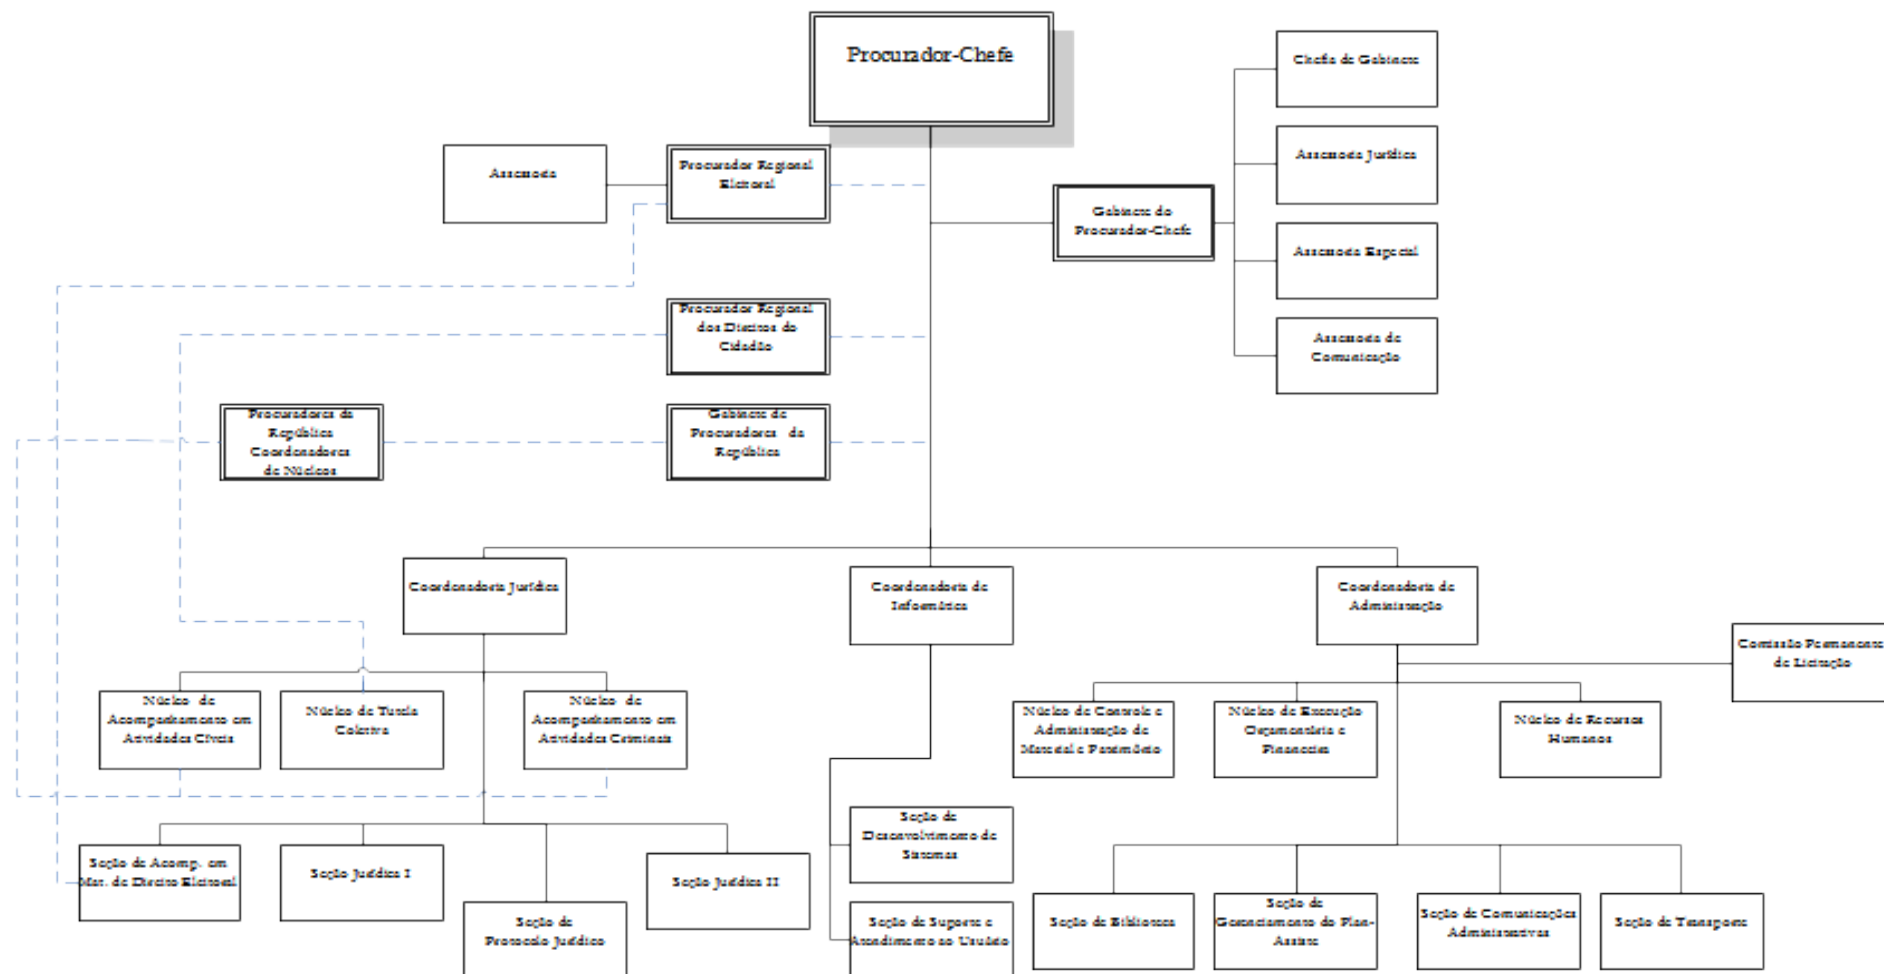 Procurador-Chefe
Chefia de Gabinete
Assessoria Jurídica
Assessoria Especial
Assessoria de
Comunicação
Gabinete do
Procurador-Chefe
Assessoria
Procurador Regional
Eleitoral
Procurador Regional
dos Direitos do
Cidadão
Procuradores da
República
Coordenadores
de Núcleos
Gabinete de
Procuradores da
República
Coordenadoria Jurídica
Coordenadoria de
Informática
Coordenadoria de
Administração
Comissão Permanente
de Licitação
Núcleo de
Acompanhamento em
Atividades Cíveis
Núcleo de Tutela
Coletiva
Núcleo de
Acompanhamento em
Atividades Criminais
Núcleo de Controle e
Administração de
Material e Patrimônio
Núcleo de Execução
Orçamentária e
Financeira
Núcleo de Recursos
Humanos
Seção de
Desenvolvimento de
Sistemas
Seção de Acomp. em
Mat. de Direito Eleitoral
Seção Jurídica I
Seção de
Protocolo Jurídico
Seção Jurídica II
Seção de Suporte e
Atendimento ao Usuário
Seção de Biblioteca
Seção de
Gerenciamento do Plan-
Assiste
Seção de Comunicações
Administrativas
Seção de Transporte